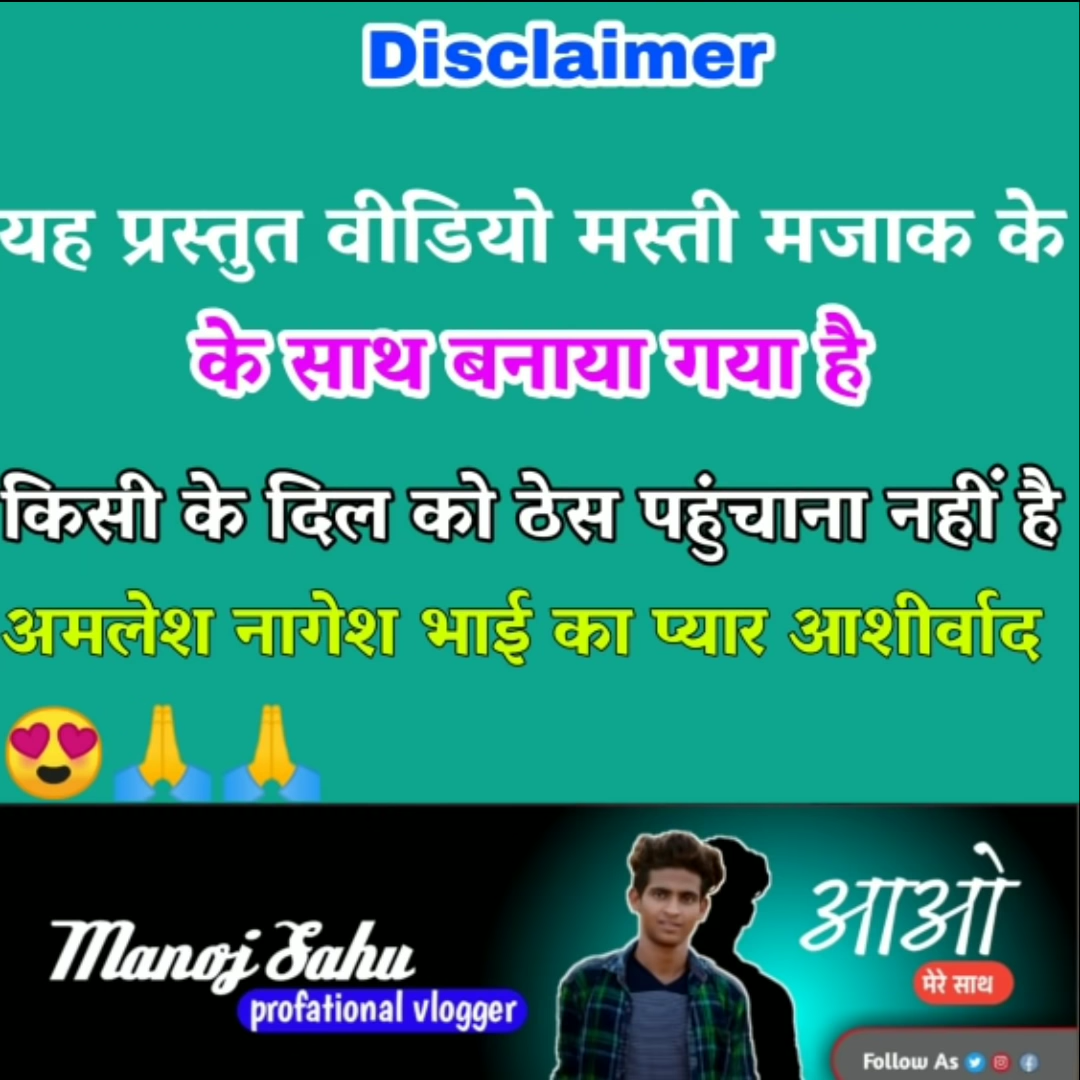 Disclaimer
यह प्रस्तुत वीडियो मस्ती मजाक के
के साथ बनाया गया है
किसी के दिल को ठेस पहुंचाना नहीं है
अमलेश नागेश भाई का प्यार आशीर्वाद
😍🙏🙏
Manoj Sahu
profational vlogger
आओ
मेरे साथ
Follow As